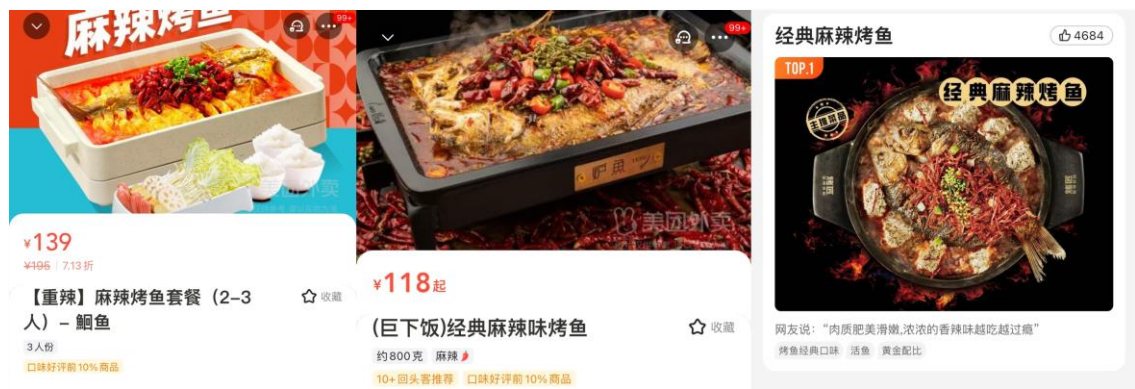 麻辣烤鱼
99+
美团外卖
¥139
¥195 7.13折
【重辣】麻辣烤鱼套餐（2-3
人）- 鮰鱼
收藏
3人份
口味好评前10%商品
99+
炉鱼
美团外卖
¥118起
(巨下饭)经典麻辣味烤鱼
收藏
约800克 麻辣
10+回头客推荐 口味好评前10%商品
经典麻辣烤鱼
4684
TOP.1
经典麻辣烤鱼
网友说：“肉质肥美滑嫩,浓浓的香辣味越吃越过瘾”
烤鱼经典口味 活鱼 黄金配比